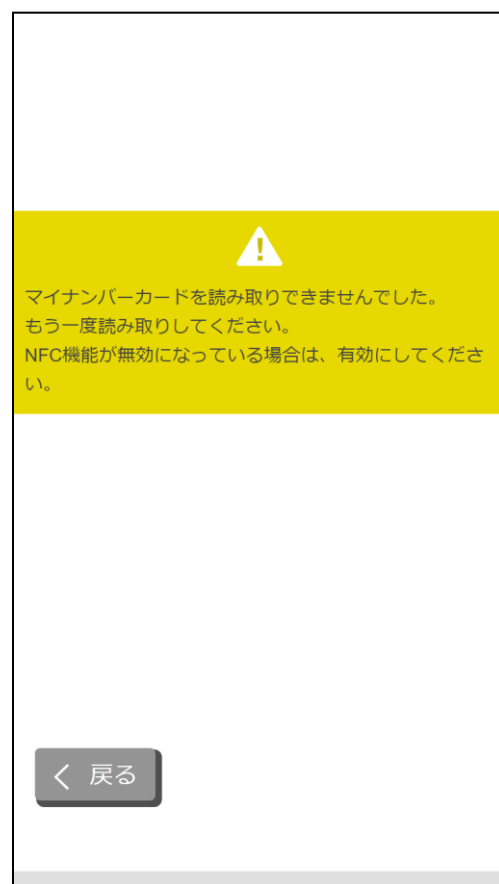 マイナンバーカードを読み取りできませんでした。
もう一度読み取りしてください。
NFC機能が無効になっている場合は、有効にしてくださ
い。
戻る